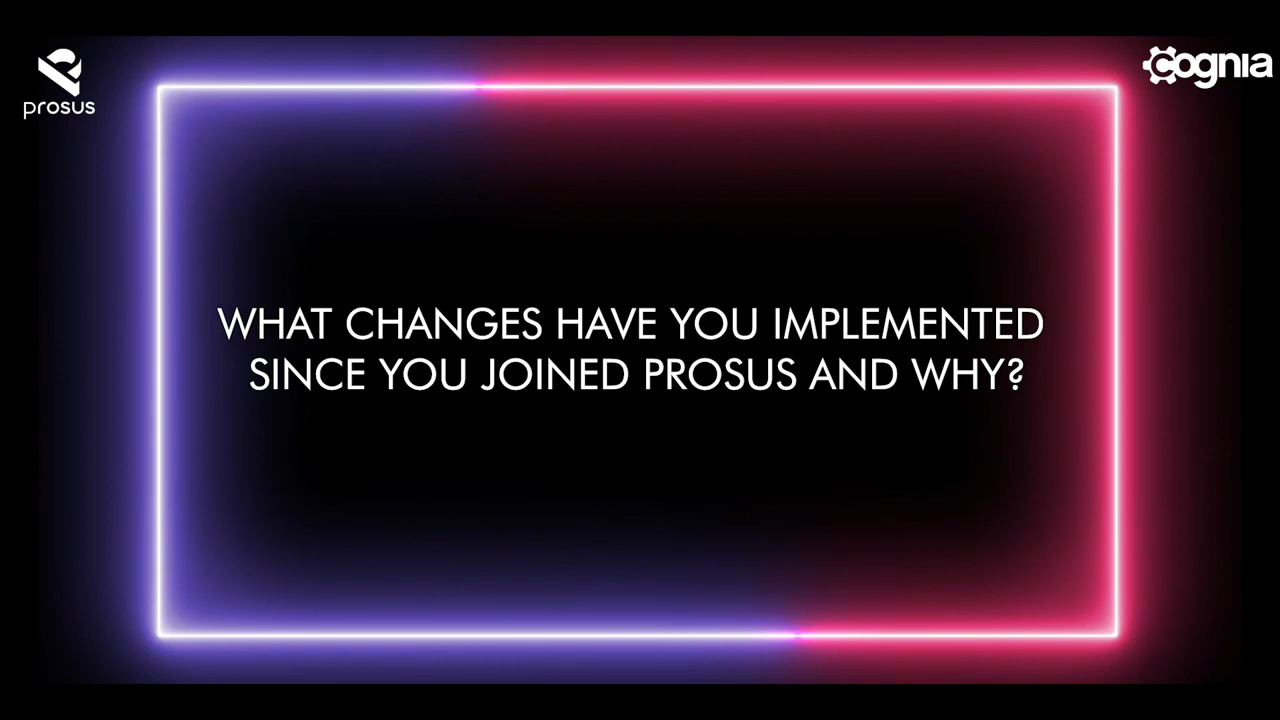 prosus
Cognia
WHAT CHANGES HAVE YOU IMPLEMENTED
SINCE YOU JOINED PROSUS AND WHY?